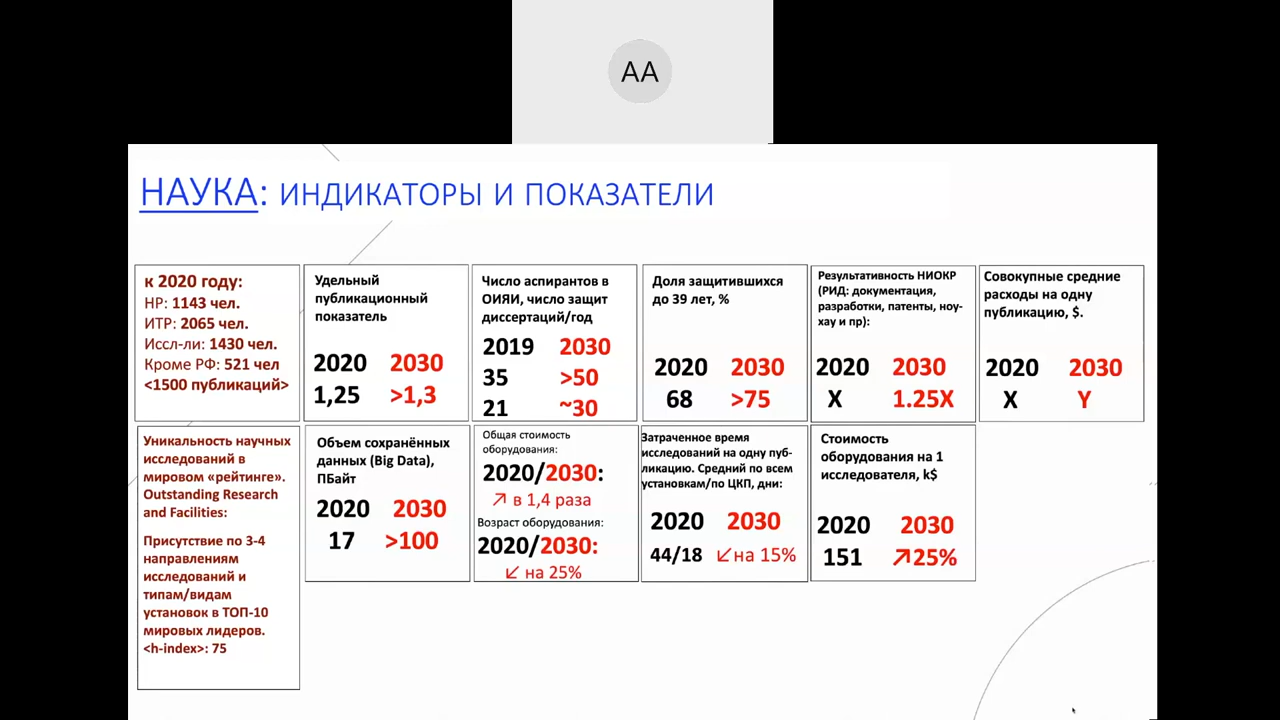 AA
НАУКА: ИНДИКАТОРЫ И ПОКАЗАТЕЛИ
к 2020 году:
НР: 1143 чел.
ИТР: 2065 чел.
Иссл-ли: 1430 чел.
Кроме РФ: 521 чел
<1500 публикаций>
Удельный
публикационный
показатель
2020 2030
1,25 >1,3
Число аспирантов в
ОИЯИ, число защит
диссертаций/год
2019 2030
35 >50
21 ~30
Доля защитившихся
до 39 лет, %
2020 2030
68 >75
Результативность НИОКР
(РИД: документация,
разработки, патенты, ноу-
хау и пр):
2020 2030
X 1.25X
Совокупные средние
расходы на одну
публикацию, $.
2020 2030
X Y
Уникальность научных
исследований в
мировом «рейтинге».
Outstanding Research
and Facilities:
Присутствие по 3-4
направлениям
исследований и
типам/видам
установок в ТОП-10
мировых лидеров.
<h-index>: 75
Объем сохранённых
данных (Big Data),
ПБайт
2020 2030
17 >100
Общая стоимость
оборудования:
2020/2030:
↗ в 1,4 раза
Возраст оборудования:
2020/2030:
↙ на 25%
Затраченное время
исследований на одну пуб-
ликацию. Средний по всем
установкам/по ЦКП, дни:
2020 2030
44/18 ↙на 15%
Стоимость
оборудования на 1
исследователя, k$
2020 2030
151 ↗25%